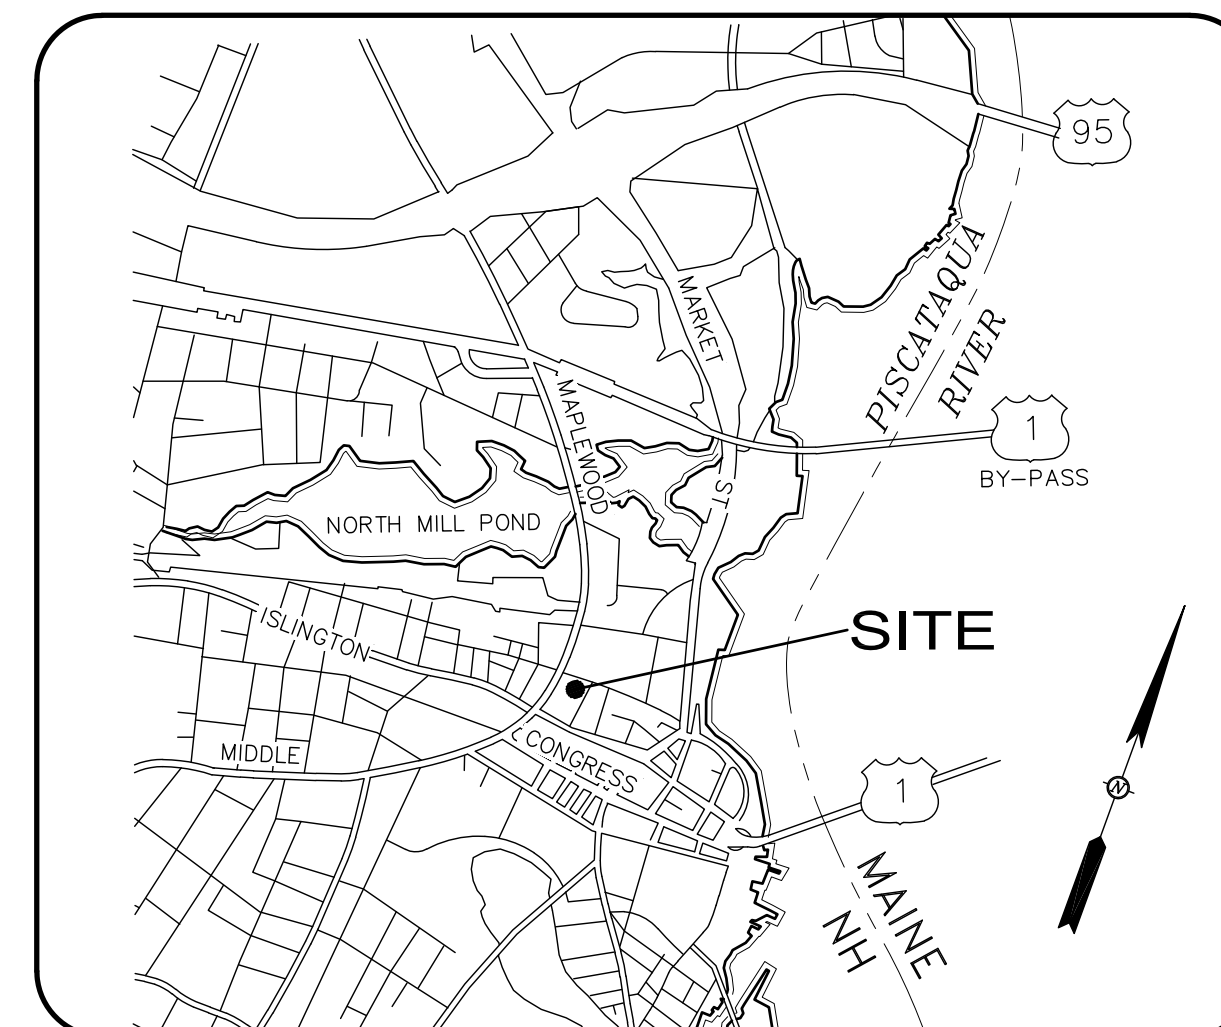 95
PISCATAQUA
RIVER
MARKET
ST
MAPLEWOOD
1
BY-PASS
NORTH MILL POND
ISLINGTON
SITE
MIDDLE
CONGRESS
1
N
MAINE
NH